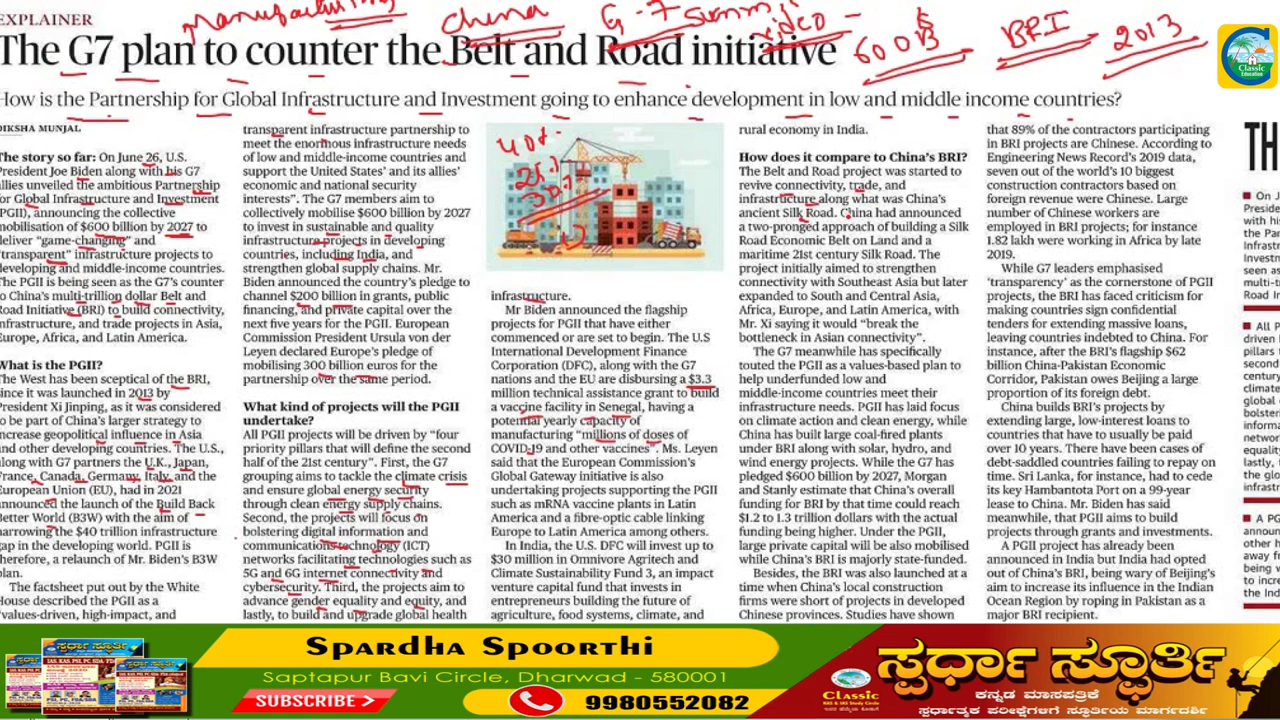 EXPLAINER
The G7 plan to counter the Belt and Road initiative
How is the Partnership for Global Infrastructure and Investment going to enhance development in low and middle income countries?
manufacturing
China
G-7 summit
video
600 $ B
BRI
2013
Classic
Education
DIKSHA MUNJAL
The story so far: On June 26, U.S.
President Joe Biden along with his G7
allies unveiled the ambitious Partnership
for Global Infrastructure and Investment
(PGII), announcing the collective
mobilisation of $600 billion by 2027 to
deliver “game-changing” and
“transparent” infrastructure projects to
developing and middle-income countries.
The PGII is being seen as the G7's counter
to China's multi-trillion dollar Belt and
Road Initiative (BRI) to build connectivity,
infrastructure, and trade projects in Asia,
Europe, Africa, and Latin America.
What is the PGII?
The West has been sceptical of the BRI,
since it was launched in 2013 by
President Xi Jinping, as it was considered
to be part of China's larger strategy to
increase geopolitical influence in Asia
and other developing countries. The U.S.,
along with G7 partners the U.K., Japan,
France, Canada, Germany, Italy and the
European Union (EU), had in 2021
announced the launch of the Build Back
Better World (B3W) with the aim of
narrowing the $40 trillion infrastructure
gap in the developing world. PGII is
therefore, a relaunch of Mr. Biden's B3W
plan.
The factsheet put out by the White
House described the PGII as a
“values-driven, high-impact, and
transparent infrastructure partnership to
meet the enormous infrastructure needs
of low and middle-income countries and
support the United States' and its allies'
economic and national security
interests”. The G7 members aim to
collectively mobilise $600 billion by 2027
to invest in sustainable and quality
infrastructure projects in developing
countries, including India, and
strengthen global supply chains. Mr.
Biden announced the country's pledge to
channel $200 billion in grants, public
financing, and private capital over the
next five years for the PGII. European
Commission President Ursula von der
Leyen declared Europe's pledge of
mobilising 300 billion euros for the
partnership over the same period.
What kind of projects will the PGII
undertake?
All PGII projects will be driven by “four
priority pillars that will define the second
half of the 21st century”. First, the G7
grouping aims to tackle the climate crisis
and ensure global energy security
through clean energy supply chains.
Second, the projects will focus on
bolstering digital information and
communications technology (ICT)
networks facilitating technologies such as
5G and 6G internet connectivity and
cybersecurity. Third, the projects aim to
advance gender equality and equity, and
lastly, to build and upgrade global health
infrastructure.
Mr Biden announced the flagship
projects for PGII that have either
commenced or are set to begin. The U.S
International Development Finance
Corporation (DFC), along with the G7
nations and the EU are disbursing a $3.3
million technical assistance grant to build
a vaccine facility in Senegal, having a
potential yearly capacity of
manufacturing “millions of doses of
COVID-19 and other vaccines”. Ms. Leyen
said that the European Commission's
Global Gateway initiative is also
undertaking projects supporting the PGII
such as mRNA vaccine plants in Latin
America and a fibre-optic cable linking
Europe to Latin America among others.
In India, the U.S. DFC will invest up to
$30 million in Omnivore Agritech and
Climate Sustainability Fund 3, an impact
venture capital fund that invests in
entrepreneurs building the future of
agriculture, food systems, climate, and
rural economy in India.
How does it compare to China's BRI?
The Belt and Road project was started to
revive connectivity, trade, and
infrastructure along what was China's
ancient Silk Road. China had announced
a two-pronged approach of building a Silk
Road Economic Belt on Land and a
maritime 21st century Silk Road. The
project initially aimed to strengthen
connectivity with Southeast Asia but later
expanded to South and Central Asia,
Africa, Europe, and Latin America, with
Mr. Xi saying it would “break the
bottleneck in Asian connectivity”.
The G7 meanwhile has specifically
touted the PGII as a values-based plan to
help underfunded low and
middle-income countries meet their
infrastructure needs. PGII has laid focus
on climate action and clean energy, while
China has built large coal-fired plants
under BRI along with solar, hydro, and
wind energy projects. While the G7 has
pledged $600 billion by 2027, Morgan
and Stanly estimate that China's overall
funding for BRI by that time could reach
$1.2 to 1.3 trillion dollars with the actual
funding being higher. Under the PGII,
large private capital will also be mobilised
while China's BRI is majorly state-funded.
Besides, the BRI was also launched at a
time when China's local construction
firms were short of projects in developed
Chinese provinces. Studies have shown
that 89% of the contractors participating
in BRI projects are Chinese. According to
Engineering News Record's 2019 data,
seven out of the world's 10 biggest
construction contractors based on
foreign revenue were Chinese. Large
number of Chinese workers are
employed in BRI projects; for instance
1.82 lakh were working in Africa by late
2019.
While G7 leaders emphasised
'transparency' as the cornerstone of PGII
projects, the BRI has faced criticism for
making countries sign confidential
tenders for extending massive loans,
leaving countries indebted to China. For
instance, after the BRI's flagship $62
billion China-Pakistan Economic
Corridor, Pakistan owes Beijing a large
proportion of its foreign debt.
China builds BRI's projects by
extending large, low-interest loans to
countries that have to usually be paid
over 10 years. There have been cases of
debt-saddled countries failing to repay on
time. Sri Lanka, for instance, had to cede
its key Hambantota Port on a 99-year
lease to China. Mr. Biden has said
meanwhile, that PGII aims to build
projects through grants and investments.
A PGII project has already been
announced in India but India had opted
out of China's BRI, being wary of Beijing's
aim to increase its influence in the Indian
Ocean Region by roping in Pakistan as a
major BRI recipient.
TH
Spardha Spoorthi
Saptapur Bavi Circle, Dharwad - 580001
SUBSCRIBE
9980552082
ಸ್ಪರ್ಧಾ ಸ್ಫೂರ್ತಿ
ಕನ್ನಡ ಮಾಸಪತ್ರಿಕೆ
ಸ್ಪರ್ಧಾತ್ಮಕ ಪರೀಕ್ಷೆಗಳಿಗೆ ಸ್ಫೂರ್ತಿಯ ಮಾರ್ಗದರ್ಶಿ
Classic